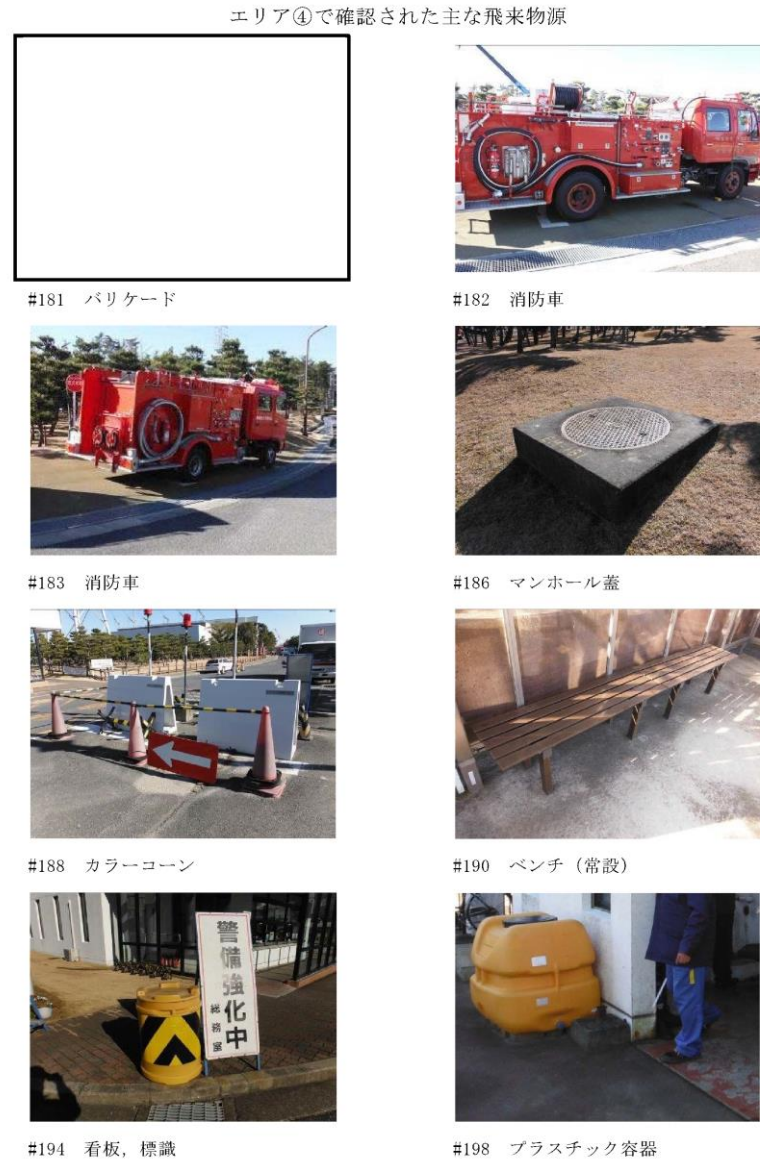 エリア④で確認された主な飛来物源
#181 バリケード
#182 消防車
#183 消防車
#186 マンホール蓋
#188 カラーコーン
#190 ベンチ（常設）
警備強化中
総務室
#194 看板，標識
#198 プラスチック容器